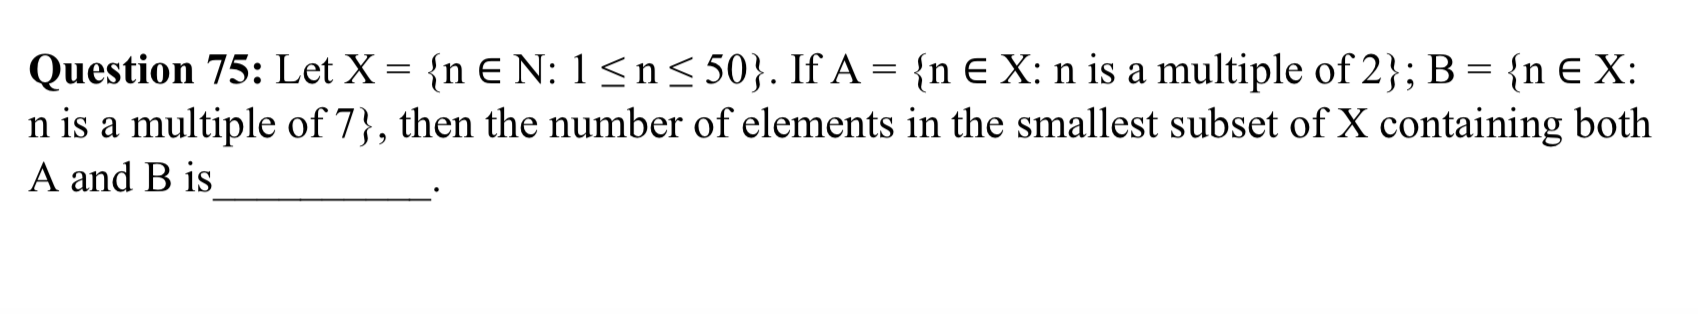 Question 75: Let X = {n ∈ N: 1 ≤ n ≤ 50}. If A = {n ∈ X: n is a multiple of 2}; B = {n ∈ X:
n is a multiple of 7}, then the number of elements in the smallest subset of X containing both
A and B is___________.